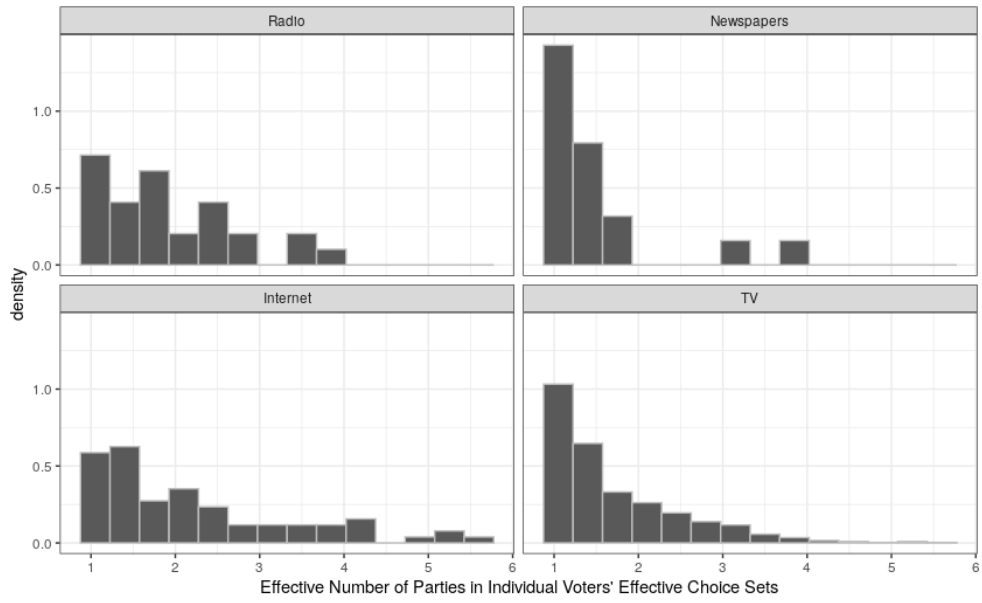 Radio
Newspapers
1.0
0.5
0.0
density
Internet
TV
1.0
0.5
0.0
1 2 3 4 5 6 1 2 3 4 5 6
Effective Number of Parties in Individual Voters' Effective Choice Sets